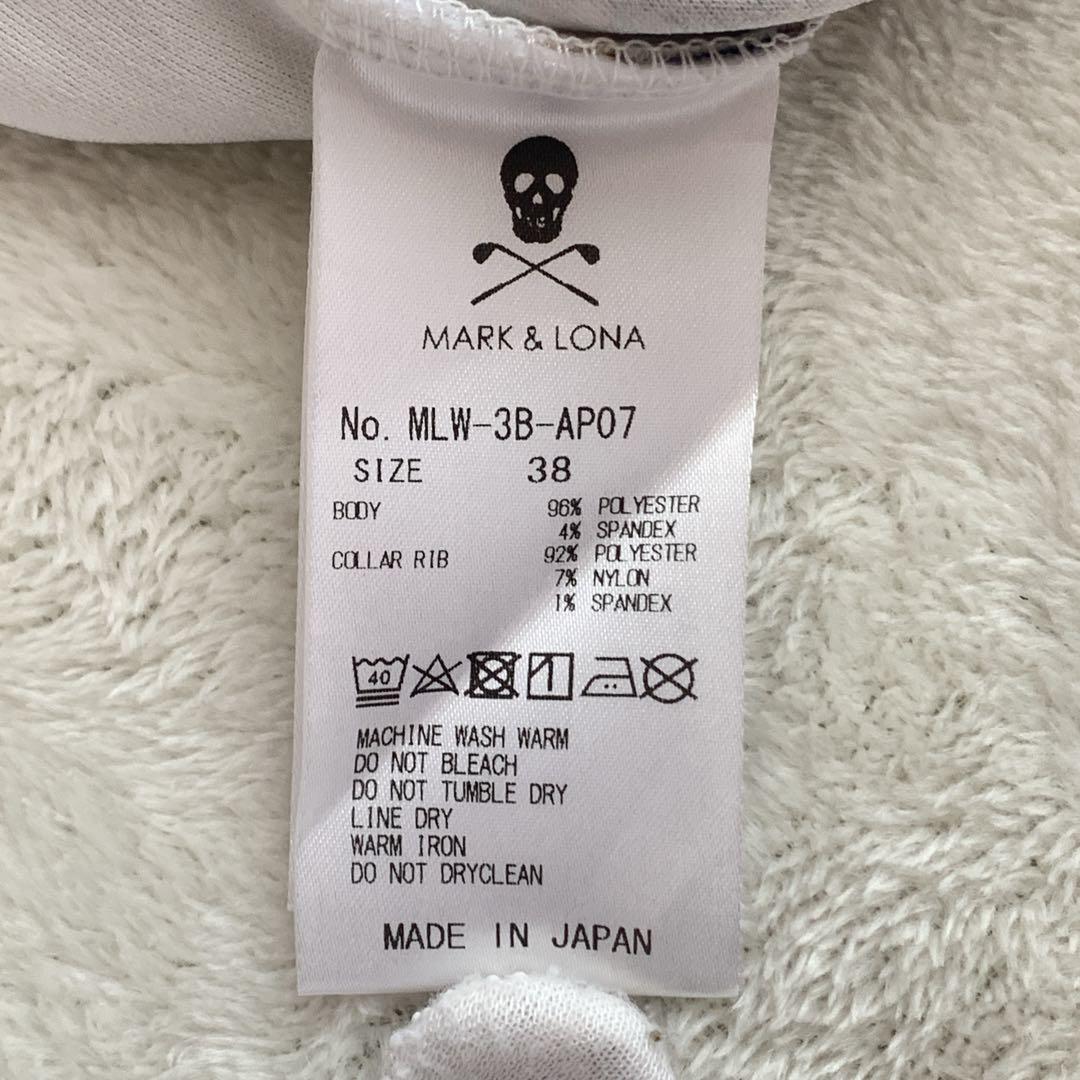 MARK & LONA
No. MLW-3B-AP07
SIZE 38
BODY 96% POLYESTER
4% SPANDEX
COLLAR RIB 92% POLYESTER
7% NYLON
1% SPANDEX
40
MACHINE WASH WARM
DO NOT BLEACH
DO NOT TUMBLE DRY
LINE DRY
WARM IRON
DO NOT DRYCLEAN
MADE IN JAPAN